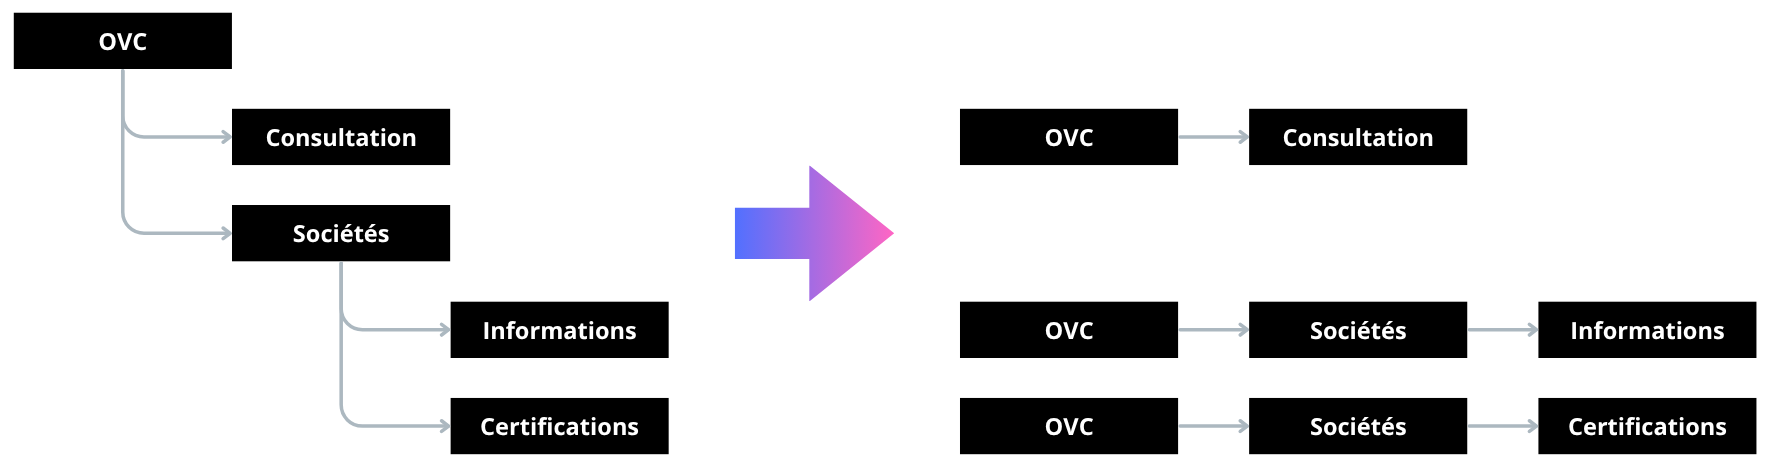 OVC
Consultation
Sociétés
Informations
Certifications
OVC
Consultation
OVC
Sociétés
Informations
OVC
Sociétés
Certifications